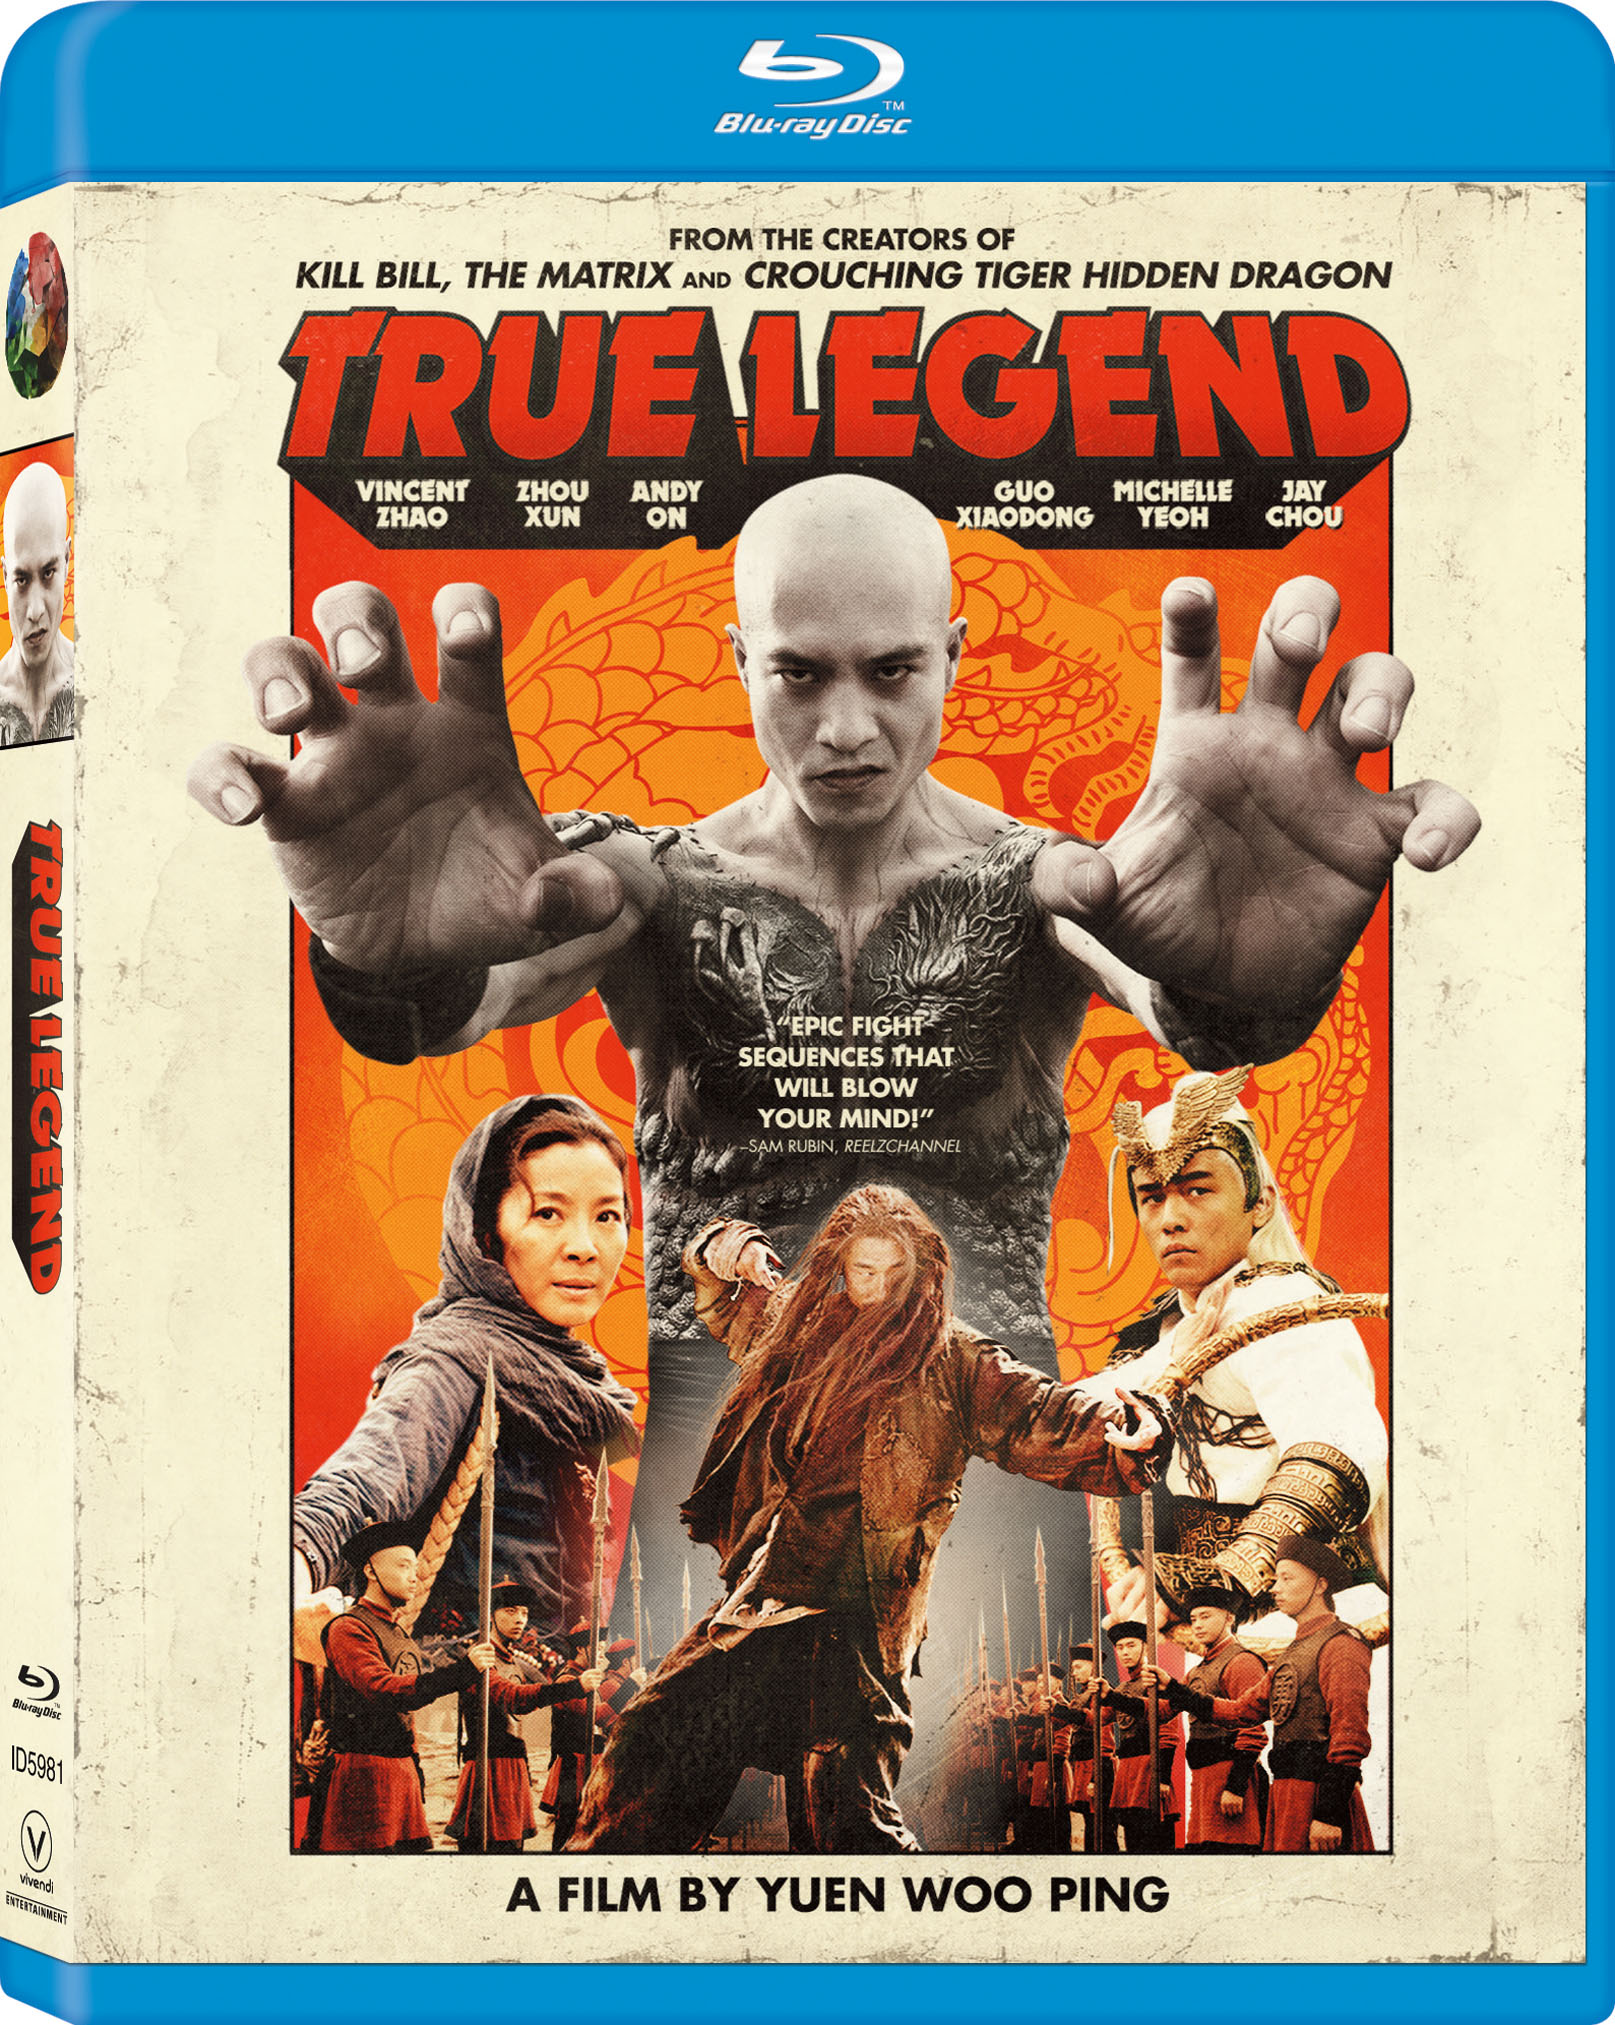 Blu-ray Disc
TM
FROM THE CREATORS OF
KILL BILL, THE MATRIX AND CROUCHING TIGER HIDDEN DRAGON
TRUE LEGEND
VINCENT ZHAO
ZHOU XUN
ANDY ON
GUO XIAODONG
MICHELLE YEOH
JAY CHOU
“EPIC FIGHT
SEQUENCES THAT
WILL BLOW
YOUR MIND!”
–SAM RUBIN, REELZCHANNEL
A FILM BY YUEN WOO PING
TRUE LEGEND
Blu-ray Disc
TM
ID5981
V
vivendi
ENTERTAINMENT